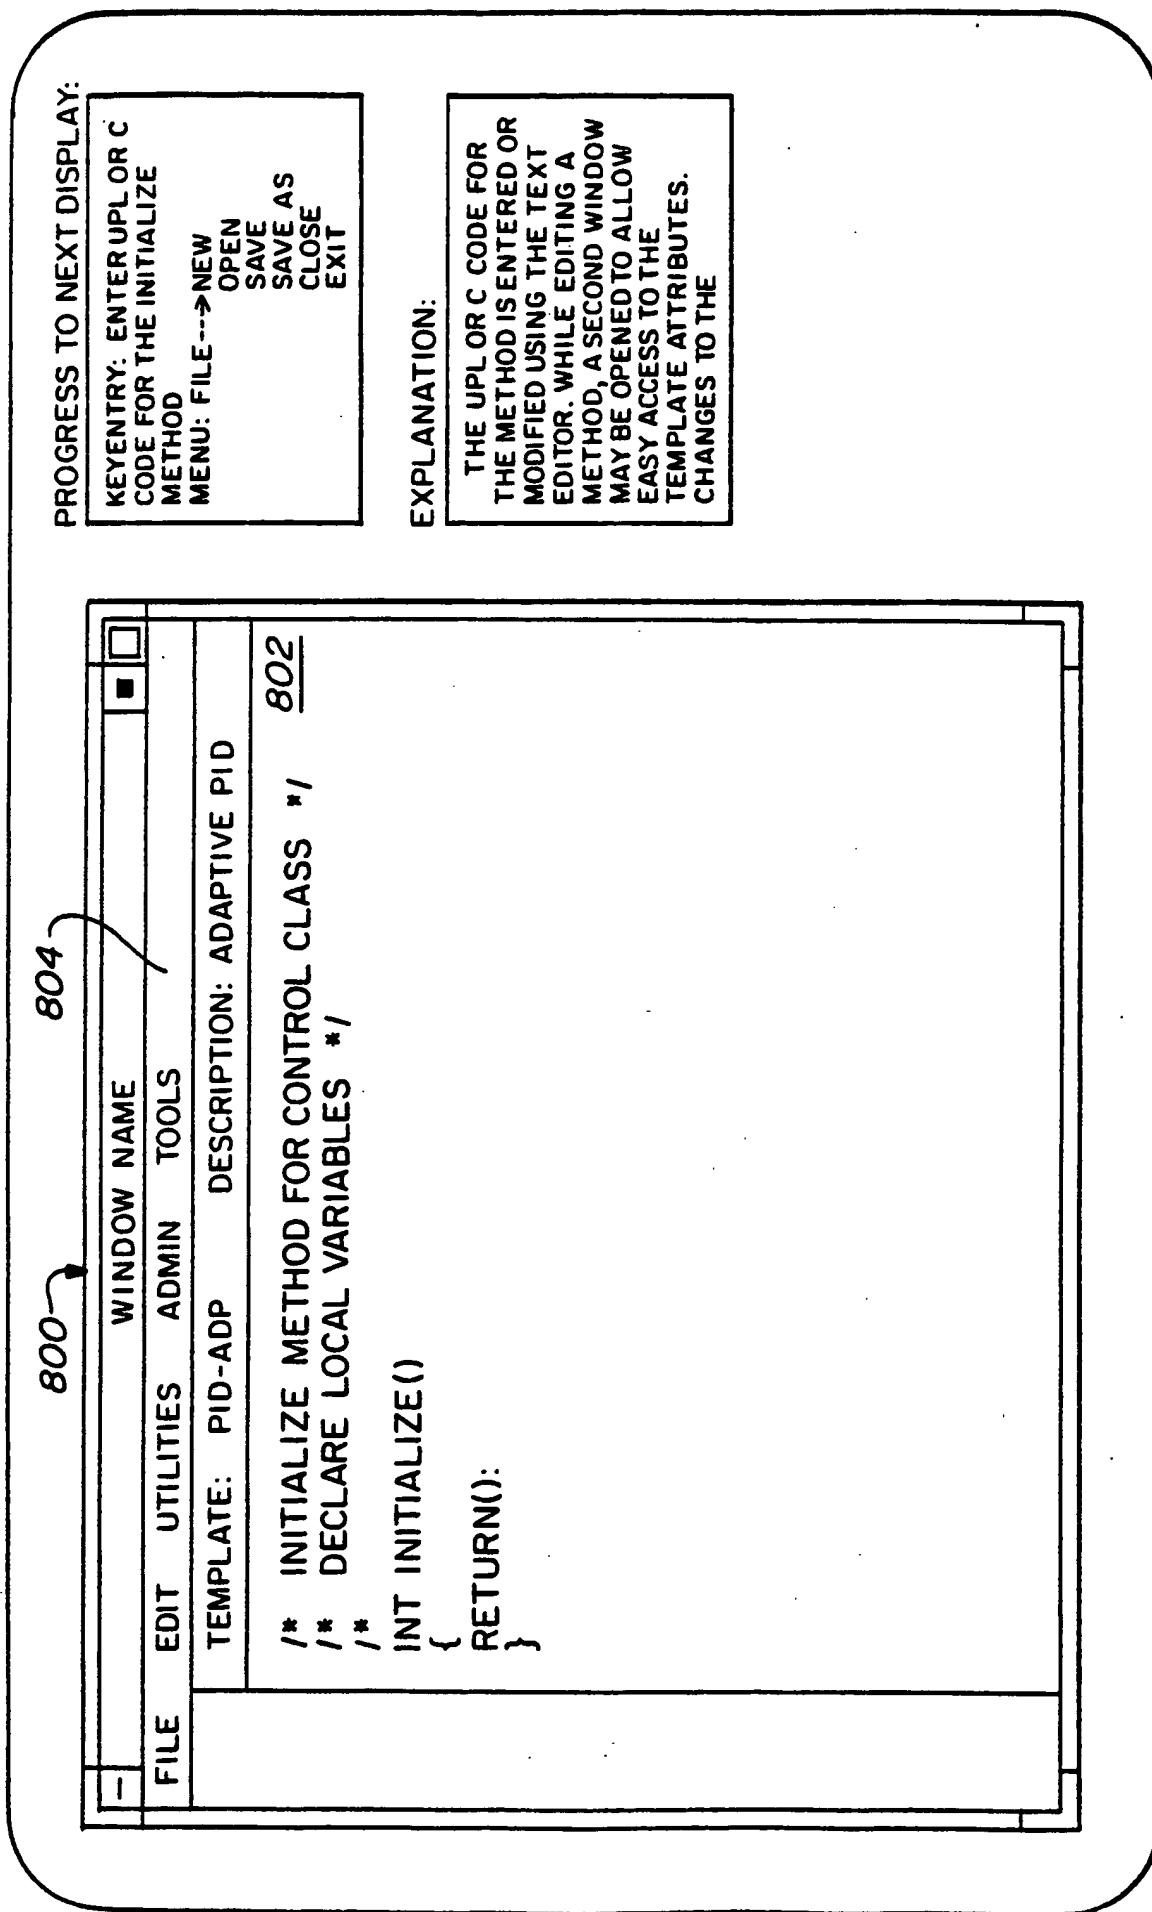 800
804
WINDOW NAME
FILE EDIT UTILITIES ADMIN TOOLS
TEMPLATE: PID-ADP DESCRIPTION: ADAPTIVE PID
802
/* INITIALIZE METHOD FOR CONTROL CLASS */
/* DECLARE LOCAL VARIABLES */
/*
INT INITIALIZE()
{
RETURN():
}
PROGRESS TO NEXT DISPLAY:
KEYENTRY: ENTER UPL OR C
CODE FOR THE INITIALIZE
METHOD
MENU: FILE--->NEW
OPEN
SAVE
SAVE AS
CLOSE
EXIT
EXPLANATION:
THE UPL OR C CODE FOR
THE METHOD IS ENTERED OR
MODIFIED USING THE TEXT
EDITOR. WHILE EDITING A
METHOD, A SECOND WINDOW
MAY BE OPENED TO ALLOW
EASY ACCESS TO THE
TEMPLATE ATTRIBUTES.
CHANGES TO THE